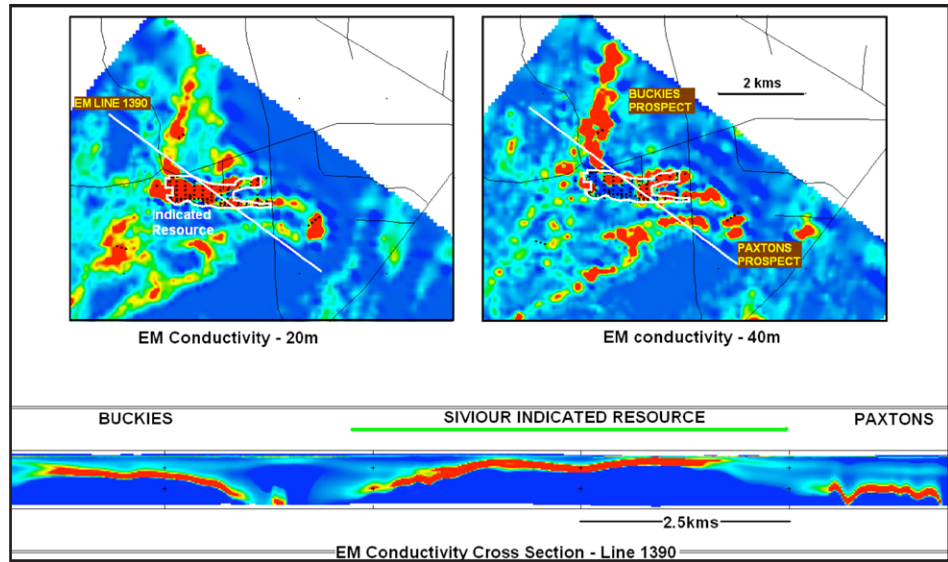 EM LINE 1390
Indicated
Resource
BUCKIES
PROSPECT
2 kms
PAXTONS
PROSPECT
EM Conductivity - 20m
EM conductivity - 40m
BUCKIES
SIVIOUR INDICATED RESOURCE
PAXTONS
2.5kms
EM Conductivity Cross Section - Line 1390